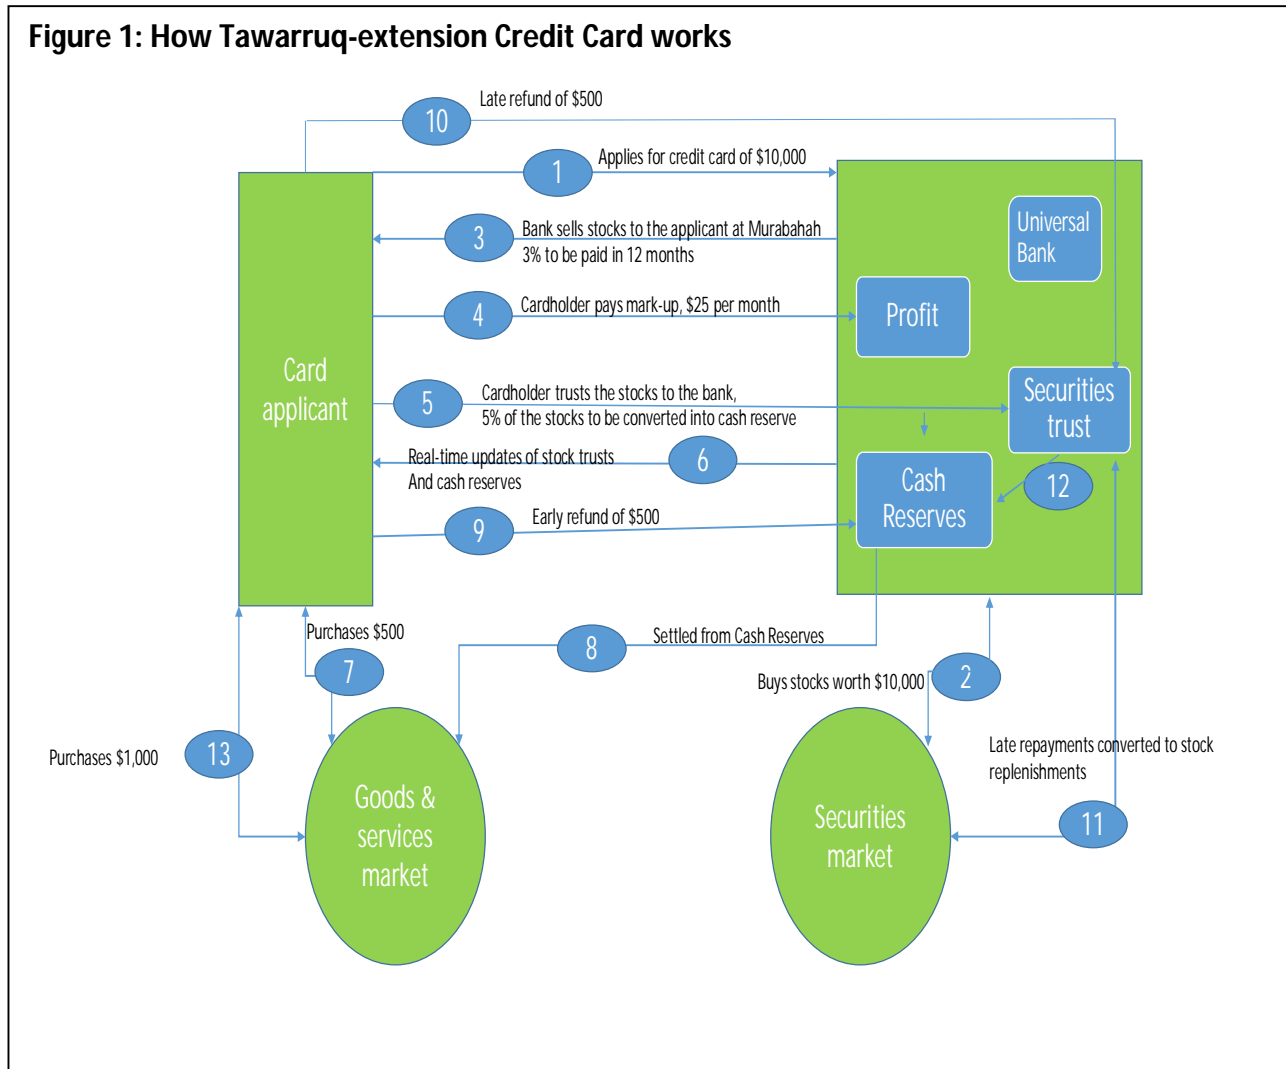 Figure 1: How Tawarruq-extension Credit Card works
Late refund of $500
10
1
Applies for credit card of $10,000
3
Bank sells stocks to the applicant at Murabahah
3% to be paid in 12 months
Universal
Bank
4
Cardholder pays mark-up, $25 per month
Profit
Card
applicant
5
Cardholder trusts the stocks to the bank,
5% of the stocks to be converted into cash reserve
Securities
trust
Real-time updates of stock trusts
And cash reserves
6
Cash
Reserves
12
9
Early refund of $500
Purchases $500
7
8
Settled from Cash Reserves
Buys stocks worth $10,000
2
Purchases $1,000
13
Late repayments converted to stock
replenishments
11
Goods &
services
market
Securities
market